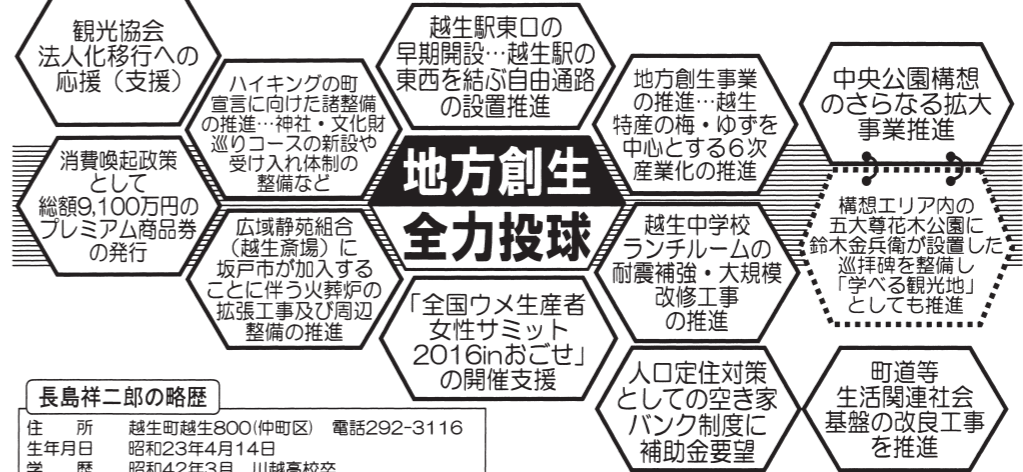 観光協会
法人化移行への
応援（支援）
ハイキングの町
宣言に向けた諸整備
の推進…神社・文化財
巡りコースの新設や
受け入れ体制の
整備など
越生駅東口の
早期開設…越生駅の
東西を結ぶ自由通路
の設置推進
地方創生事業
の推進…越生
特産の梅・ゆずを
中心とする６次
産業化の推進
中央公園構想
のさらなる拡大
事業推進
消費喚起政策
として
総額9,100万円の
プレミアム商品券
の発行
地方創生
全力投球
広域静苑組合
（越生斎場）に
坂戸市が加入する
ことに伴う火葬炉の
拡張工事及び周辺
整備の推進
「全国ウメ生産者
女性サミット
2016inおごせ」
の開催支援
越生中学校
ランチルームの
耐震補強・大規模
改修工事
の推進
構想エリア内の
五大尊花木公園に
鈴木金兵衛が設置した
巡拝碑を整備し
「学べる観光地」
としても推進
人口定住対策
としての空き家
バンク制度に
補助金要望
町道等
生活関連社会
基盤の改良工事
を推進
長島祥二郎の略歴
住　所　越生町越生800(仲町区)　電話292-3116
生年月日　昭和23年4月14日
学　歴　昭和42年3月　川越高校卒